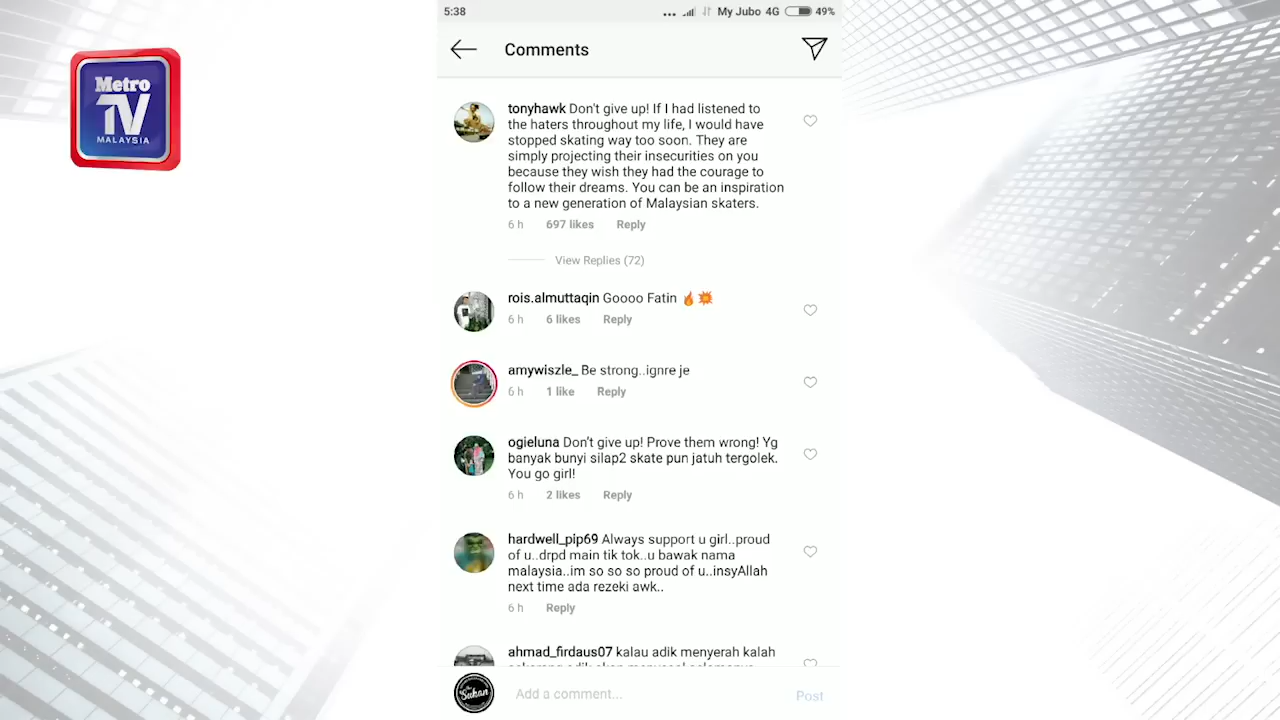 5:38
My Jubo 4G 49%
Metro
TV
MALAYSIA
Comments
tonyhawk Don't give up! If I had listened to
the haters throughout my life, I would have
stopped skating way too soon. They are
simply projecting their insecurities on you
because they wish they had the courage to
follow their dreams. You can be an inspiration
to a new generation of Malaysian skaters.
6 h 697 likes Reply
View Replies (72)
rois.almuttaqin Goooo Fatin 🔥💥
6 h 6 likes Reply
amywiszle_ Be strong..ignre je
6 h 1 like Reply
ogieluna Don't give up! Prove them wrong! Yg
banyak bunyi silap2 skate pun jatuh tergolek.
You go girl!
6 h 2 likes Reply
hardwell_pip69 Always support u girl..proud
of u..drpd main tik tok..u bawak nama
malaysia..im so so so proud of u..insyAllah
next time ada rezeki awk..
6 h Reply
ahmad_firdaus07 kalau adik menyerah kalah
Sukan
Add a comment...
Post